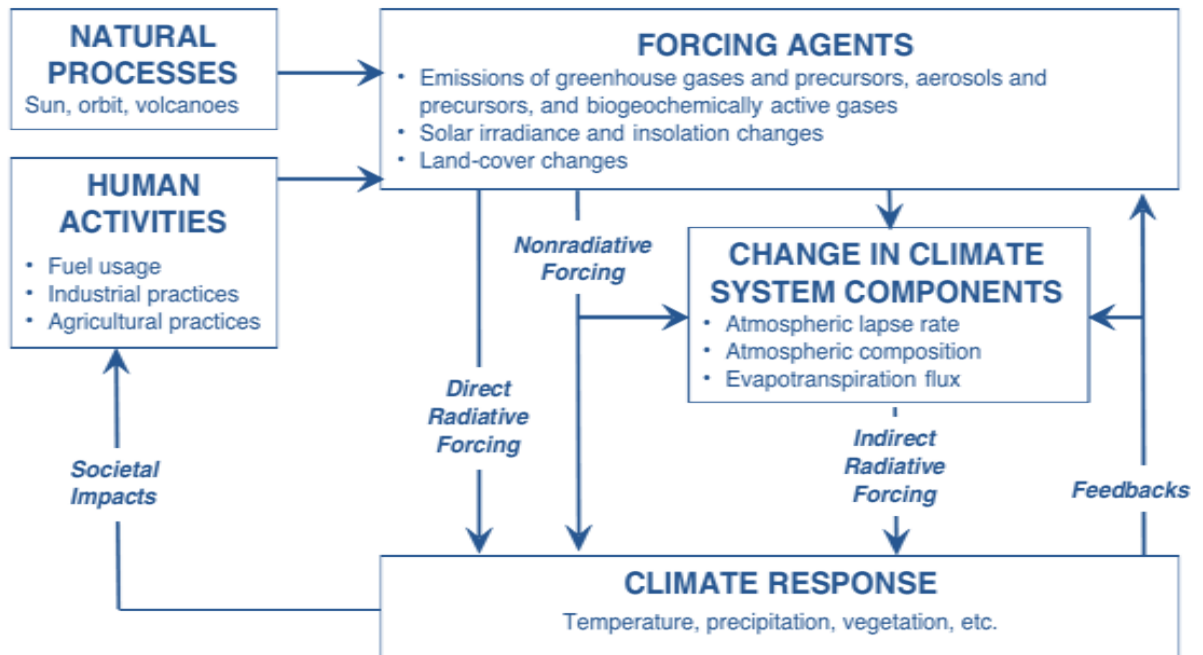 NATURAL
PROCESSES
Sun, orbit, volcanoes
FORCING AGENTS
• Emissions of greenhouse gases and precursors, aerosols and
precursors, and biogeochemically active gases
• Solar irradiance and insolation changes
• Land-cover changes
HUMAN
ACTIVITIES
• Fuel usage
• Industrial practices
• Agricultural practices
Nonradiative
Forcing
CHANGE IN CLIMATE
SYSTEM COMPONENTS
• Atmospheric lapse rate
• Atmospheric composition
• Evapotranspiration flux
Direct
Radiative
Forcing
Indirect
Radiative
Forcing
Societal
Impacts
Feedbacks
CLIMATE RESPONSE
Temperature, precipitation, vegetation, etc.